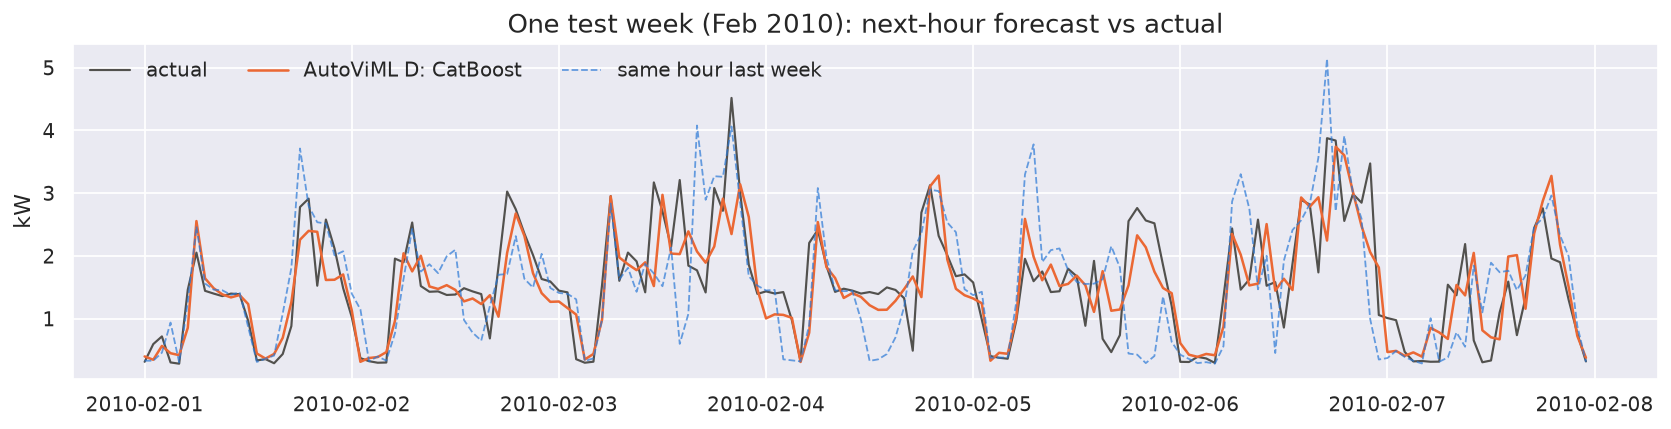 One test week (Feb 2010): next-hour forecast vs actual
actual AutoViML D: CatBoost same hour last week
kW
5
4
3
2
1
2010-02-01 2010-02-02 2010-02-03 2010-02-04 2010-02-05 2010-02-06 2010-02-07 2010-02-08